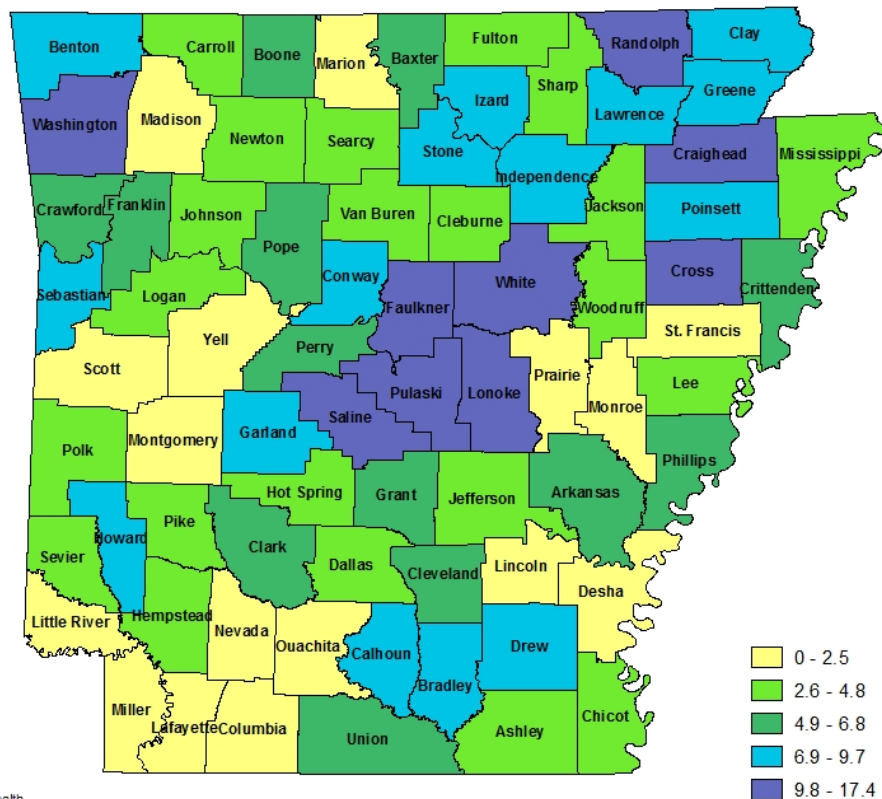 Benton
Carroll
Boone
Marion
Baxter
Fulton
Randolph
Clay
Izard
Sharp
Lawrence
Greene
Washington
Madison
Newton
Searcy
Stone
Independence
Craighead
Mississippi
Crawford
Franklin
Johnson
Van Buren
Cleburne
Jackson
Poinsett
Pope
Sebastian
Logan
Conway
Faulkner
White
Woodruff
Cross
Crittenden
Scott
Yell
Perry
St. Francis
Prairie
Pulaski
Lonoke
Lee
Monroe
Saline
Garland
Montgomery
Polk
Phillips
Hot Spring
Grant
Jefferson
Arkansas
Pike
Howard
Clark
Sevier
Dallas
Cleveland
Lincoln
Desha
Little River
Hempstead
Nevada
Ouachita
Calhoun
Drew
Bradley
Miller
Lafayette
Columbia
Union
Ashley
Chicot
0 - 2.5
2.6 - 4.8
4.9 - 6.8
6.9 - 9.7
9.8 - 17.4